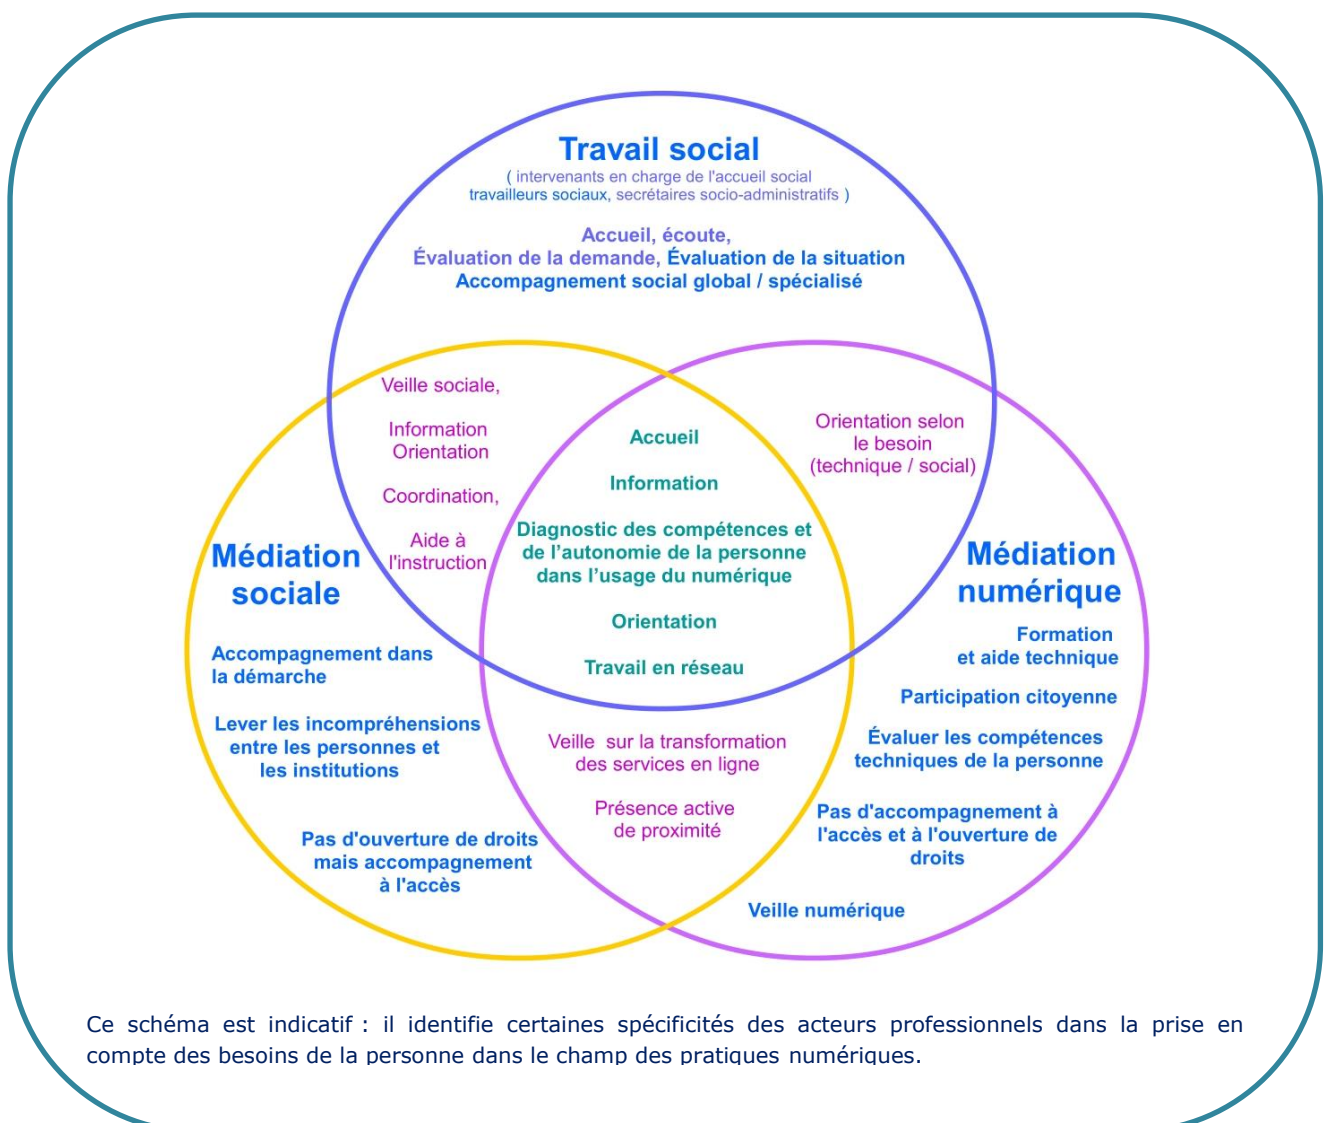 Travail social
( intervenants en charge de l'accueil social
travailleurs sociaux, secrétaires socio-administratifs )
Accueil, écoute,
Évaluation de la demande, Évaluation de la situation
Accompagnement social global / spécialisé
Veille sociale,
Information
Orientation
Coordination,
Aide à
l'instruction
Accueil
Information
Diagnostic des compétences et
de l’autonomie de la personne
dans l’usage du numérique
Orientation
Travail en réseau
Orientation selon
le besoin
(technique / social)
Médiation
sociale
Accompagnement dans
la démarche
Lever les incompréhensions
entre les personnes et
les institutions
Pas d'ouverture de droits
mais accompagnement
à l'accès
Médiation
numérique
Formation
et aide technique
Participation citoyenne
Évaluer les compétences
techniques de la personne
Pas d'accompagnement à
l'accès et à l'ouverture de
droits
Veille numérique
Veille sur la transformation
des services en ligne
Présence active
de proximité
Ce schéma est indicatif : il identifie certaines spécificités des acteurs professionnels dans la prise en
compte des besoins de la personne dans le champ des pratiques numériques.